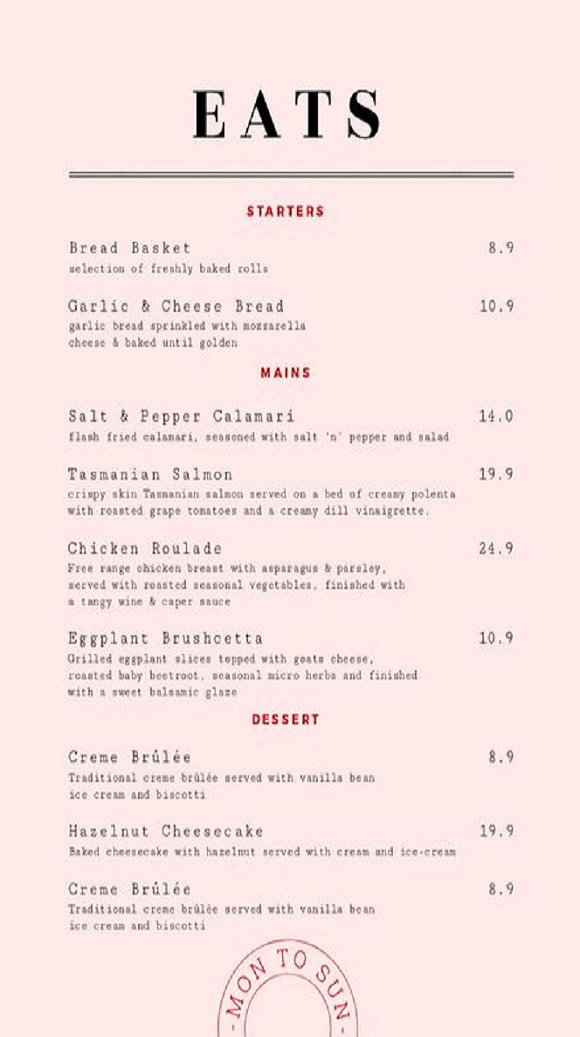 EATS
STARTERS
Bread Basket 8.9
selection of freshly baked rolls
Garlic & Cheese Bread 10.9
garlic bread sprinkled with mozzarella
cheese & baked until golden
MAINS
Salt & Pepper Calamari 14.0
flash fried calamari, seasoned with salt 'n' pepper and salad
Tasmanian Salmon 19.9
crispy skin Tasmanian salmon served on a bed of creamy polenta
with roasted grape tomatoes and a creamy dill vinaigrette.
Chicken Roulade 24.9
Free range chicken breast with asparagus & parsley,
served with roasted seasonal vegetables, finished with
a tangy wine & caper sauce
Eggplant Brushcetta 10.9
Grilled eggplant slices topped with goats cheese,
roasted baby beetroot, seasonal micro herbs and finished
with a sweet balsamic glaze
DESSERT
Creme Brûlée 8.9
Traditional creme brûlée served with vanilla bean
ice cream and biscotti
Hazelnut Cheesecake 19.9
Baked cheesecake with hazelnut served with cream and ice-cream
Creme Brûlée 8.9
Traditional creme brûlée served with vanilla bean
ice cream and biscotti
- MON TO SUN -